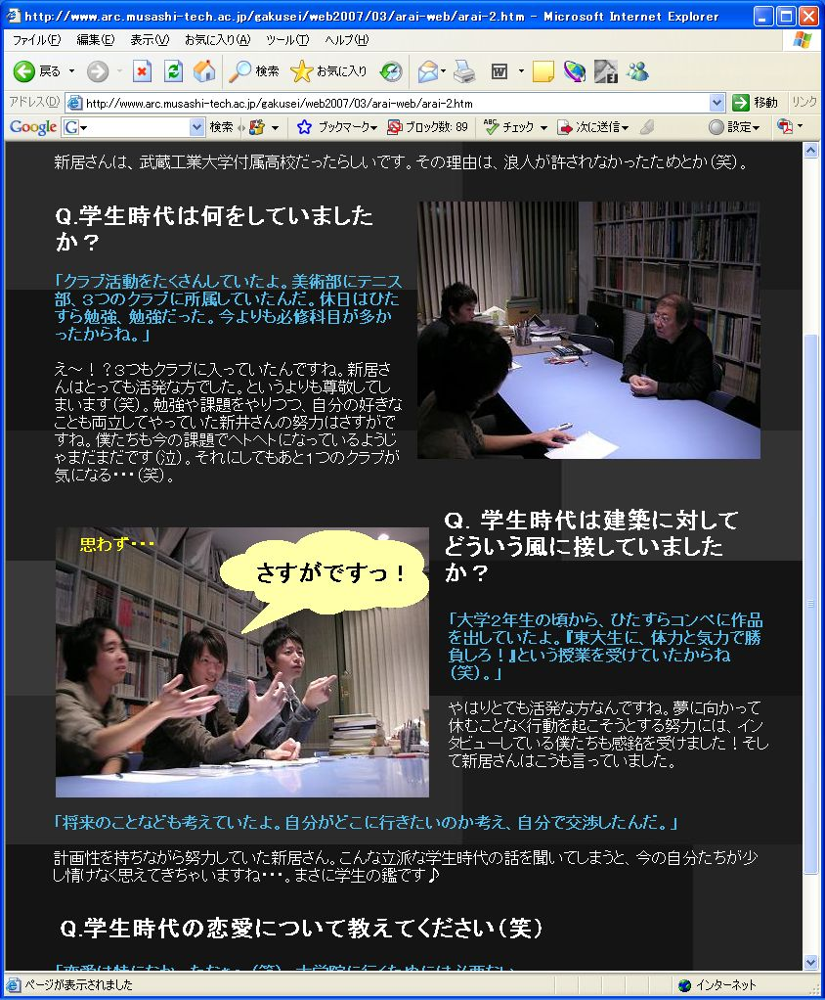 http://www.arc.musashi-tech.ac.jp/gakusei/web2007/03/arai-web/arai-2.htm - Microsoft Internet Explorer
ファイル(F) 編集(E) 表示(V) お気に入り(A) ツール(T) ヘルプ(H)
戻る 検索 お気に入り
アドレス(D) http://www.arc.musashi-tech.ac.jp/gakusei/web2007/03/arai-web/arai-2.htm 移動 リンク
Google G 検索 ブックマーク ブロック数: 89 ABC チェック 次に送信 設定
新居さんは、武蔵工業大学付属高校だったらしいです。その理由は、浪人が許されなかったためとか（笑）。
Q.学生時代は何をしていました
か？
「クラブ活動をたくさんしていたよ。美術部にテニス
部、３つのクラブに所属していたんだ。休日はひた
すら勉強、勉強だった。今よりも必修科目が多か
ったからね。」
え～！？３つもクラブに入っていたんですね。新居さ
んはとっても活発な方でした。というよりも尊敬してし
まいます（笑）。勉強や課題をやりつつ、自分の好きな
ことも両立してやっていた新井さんの努力はさすがで
すね。僕たちも今の課題でヘトヘトになっているようじ
ゃまだまだです（泣）。それにしてもあと１つのクラブが
気になる・・・（笑）。
思わず・・・
さすがですっ！
Q. 学生時代は建築に対して
どういう風に接していました
か？
「大学２年生の頃から、ひたすらコンペに作品
を出していたよ。『東大生に、体力と気力で勝
負しろ！』という授業を受けていたからね
（笑）。」
やはりとても活発な方なんですね。夢に向かって
休むことなく行動を起こそうとする努力には、イン
タビューしている僕たちも感銘を受けました！そし
て新居さんはこうも言っていました。
「将来のことなども考えていたよ。自分がどこに行きたいのか考え、自分で交渉したんだ。」
計画性を持ちながら努力していた新居さん。こんな立派な学生時代の話を聞いてしまうと、今の自分たちが少
し情けなく思えてきちゃいますね・・・。まさに学生の鑑です♪
Q.学生時代の恋愛について教えてください（笑）
ページが表示されました インターネット